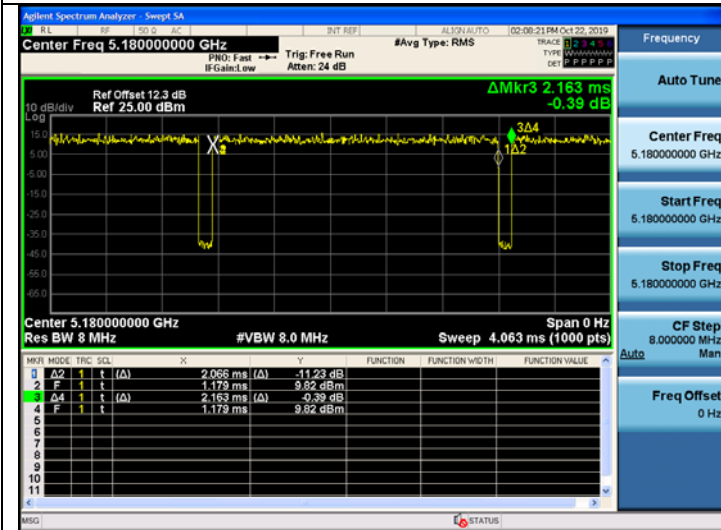 Agilent Spectrum Analyzer - Swept SA
RL RF 50 Ω AC INT REF ALIGN AUTO 02:08:21 PM Oct 22, 2019
Center Freq 5.180000000 GHz #Avg Type: RMS TRACE 1 2 3 4 5 6
PNO: Fast Trig: Free Run TYPE W
IFGain:Low Atten: 24 dB DET P P P P P P
ΔMkr3 2.163 ms
-0.39 dB
Ref Offset 12.3 dB
10 dB/div Ref 25.00 dBm
Log
15.0
5.00
-5.00
-15.0
-25.0
-35.0
-45.0
-55.0
-65.0
X
3Δ4
1Δ2
Center 5.180000000 GHz Span 0 Hz
Res BW 8 MHz #VBW 8.0 MHz Sweep 4.063 ms (1000 pts)
MKR MODE TRC SCL X Y FUNCTION FUNCTION WIDTH FUNCTION VALUE
1 Δ2 1 t (Δ) 2.066 ms (Δ) -11.23 dB
2 F 1 t 1.179 ms 9.82 dBm
3 Δ4 1 t (Δ) 2.163 ms (Δ) -0.39 dB
4 F 1 t 1.179 ms 9.82 dBm
5
6
7
8
9
10
11
MSG STATUS
Frequency
Auto Tune
Center Freq
5.180000000 GHz
Start Freq
5.180000000 GHz
Stop Freq
5.180000000 GHz
CF Step
8.000000 MHz
Auto Man
Freq Offset
0 Hz